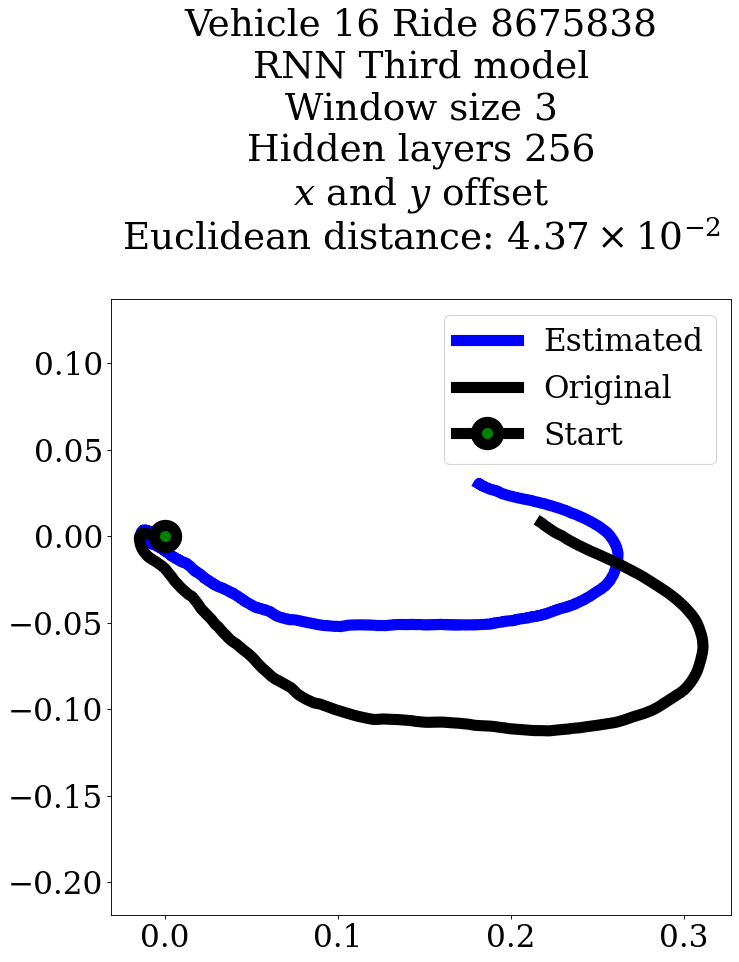 Vehicle 16 Ride 8675838
RNN Third model
Window size 3
Hidden layers 256
x and y offset
Euclidean distance: 4.37 × 10⁻²
Estimated
Original
Start
0.10
0.05
0.00
−0.05
−0.10
−0.15
−0.20
0.0 0.1 0.2 0.3